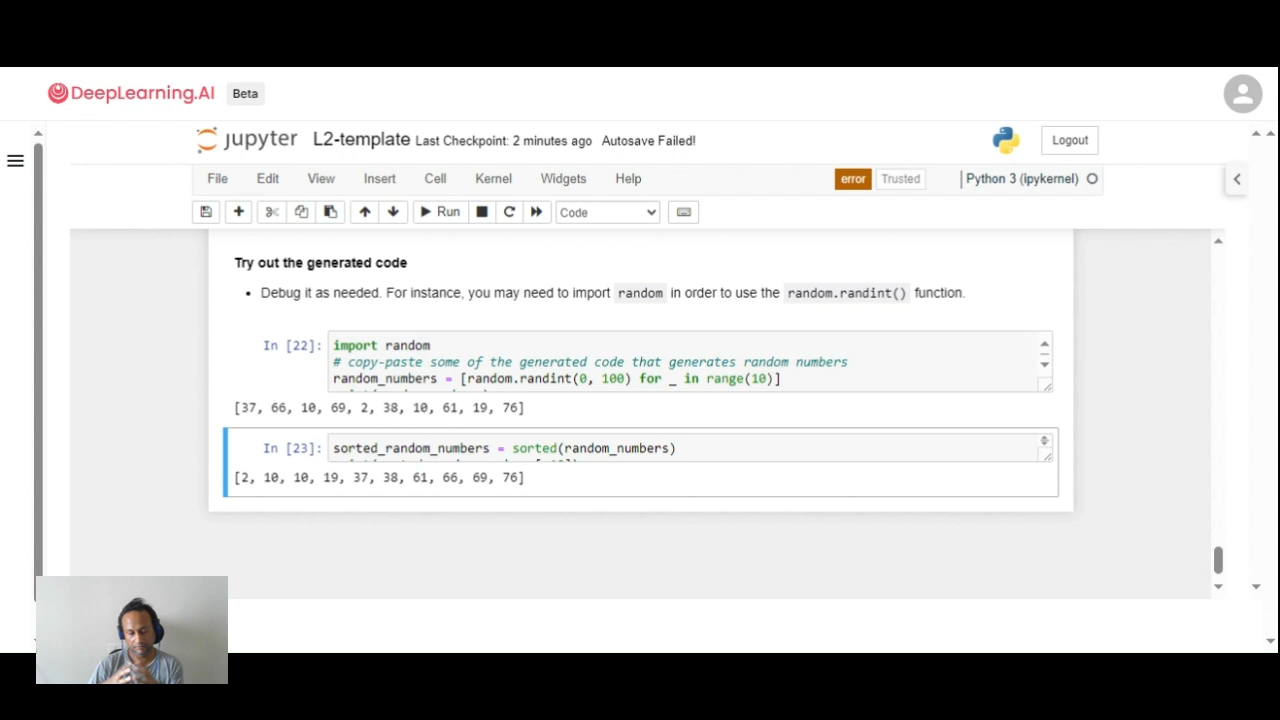 DeepLearning.AI Beta
jupyter L2-template Last Checkpoint: 2 minutes ago Autosave Failed! Logout
File Edit View Insert Cell Kernel Widgets Help error Trusted Python 3 (ipykernel)
Run Code
Try out the generated code
• Debug it as needed. For instance, you may need to import random in order to use the random.randint() function.
In [22]: import random
# copy-paste some of the generated code that generates random numbers
random_numbers = [random.randint(0, 100) for _ in range(10)]
[37, 66, 10, 69, 2, 38, 10, 61, 19, 76]
In [23]: sorted_random_numbers = sorted(random_numbers)
[2, 10, 10, 19, 37, 38, 61, 66, 69, 76]